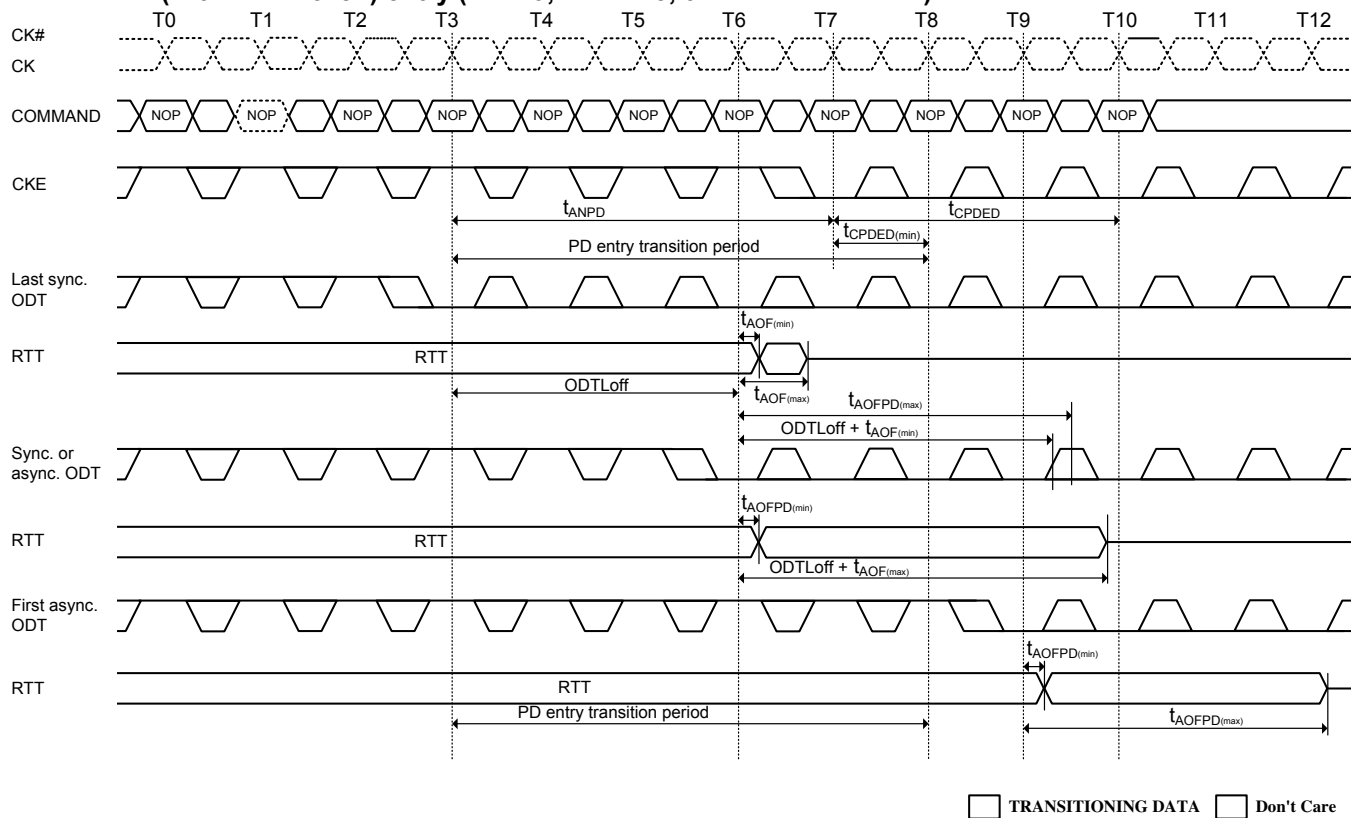 T0 T1 T2 T3 T4 T5 T6 T7 T8 T9 T10 T11 T12
CK#
CK
COMMAND NOP NOP NOP NOP NOP NOP NOP NOP NOP NOP NOP
CKE
tANPD tCPDED
tCPDED(min)
PD entry transition period
Last sync.
ODT
tAOF(min)
RTT RTT
ODTLoff tAOF(max)
tAOFPD(max)
ODTLoff + tAOF(min)
Sync. or
async. ODT
tAOFPD(min)
RTT RTT
ODTLoff + tAOF(max)
First async.
ODT
tAOFPD(min)
RTT RTT
PD entry transition period
tAOFPD(max)
TRANSITIONING DATA Don't Care